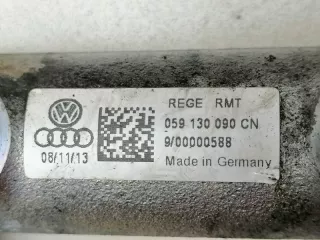 REGE RMT
059 130 090 CN
9/00000588
08/11/13
Made in Germany